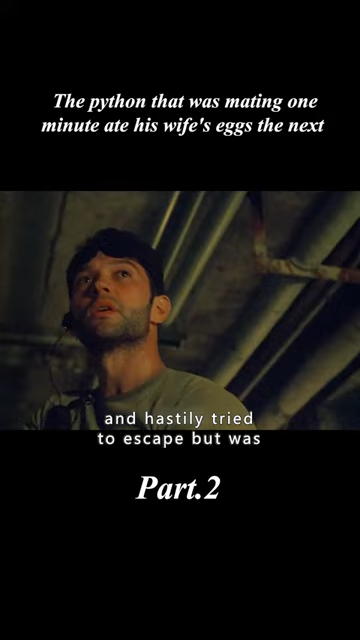 The python that was mating one
minute ate his wife's eggs the next
and hastily tried
to escape but was
Part.2